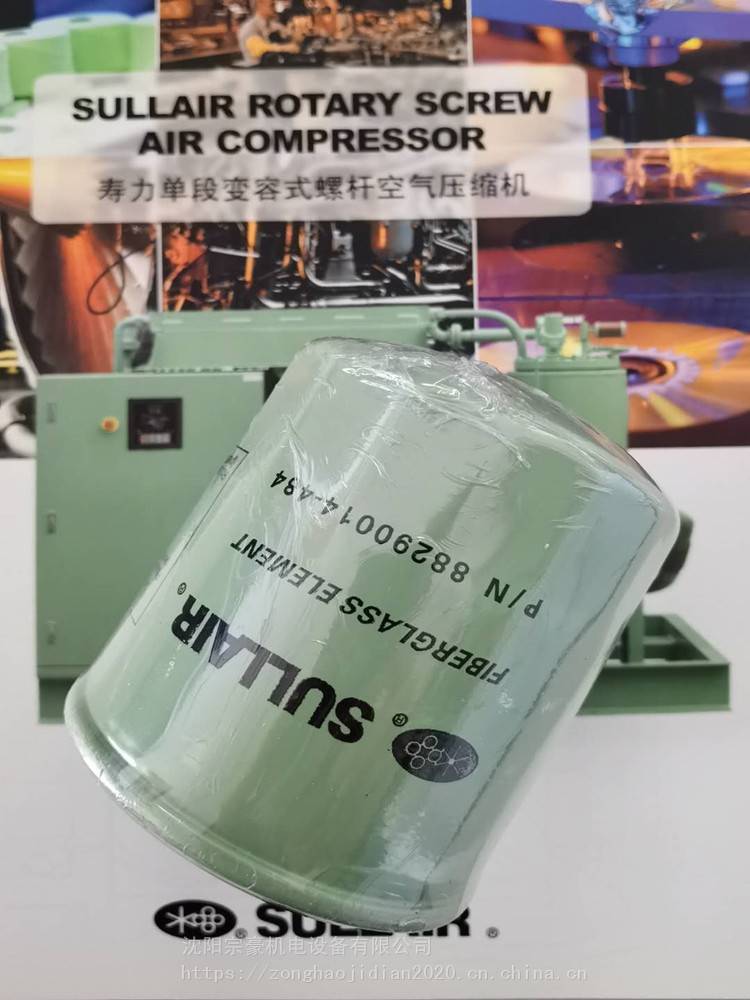 SULLAIR ROTARY SCREW
AIR COMPRESSOR
寿力单段变容式螺杆空气压缩机
SULLAIR®
FIBERGLASS ELEMENT
P/N 88290014-484
SULLAIR®
沈阳宗豪机电设备有限公司
https://zonghaojidian2020.cn.china.cn